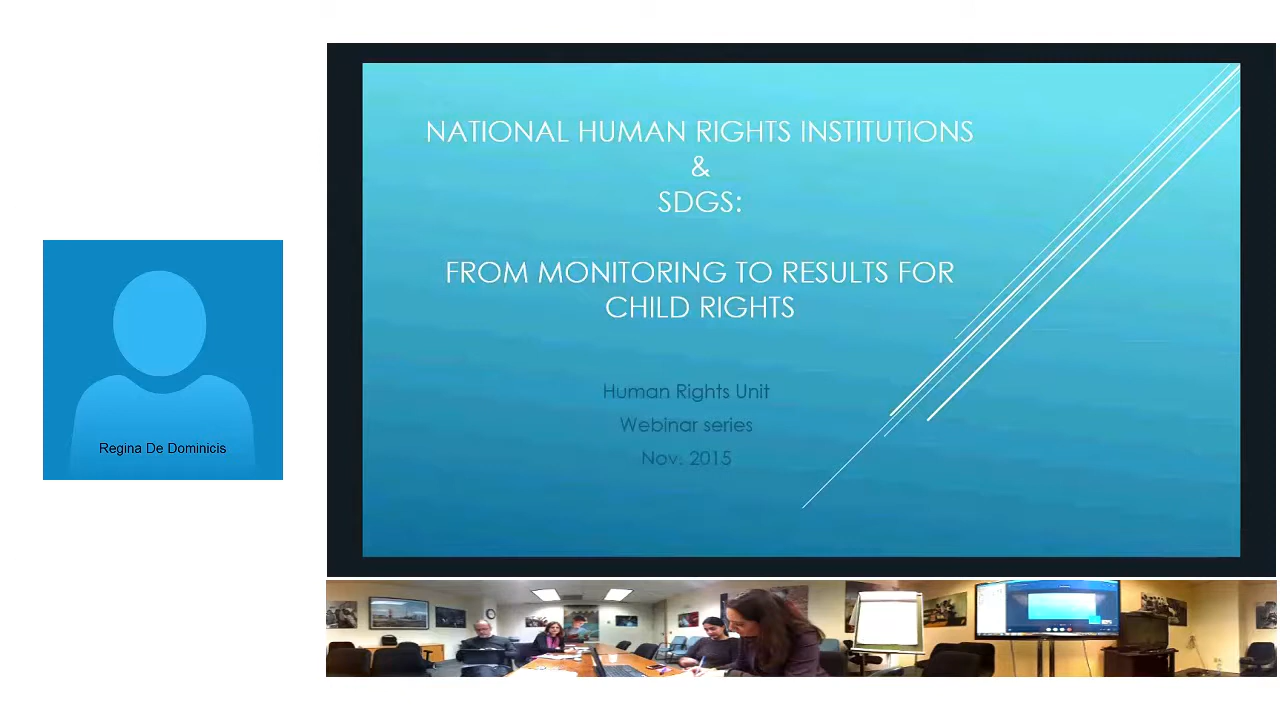 NATIONAL HUMAN RIGHTS INSTITUTIONS
&
SDGS:
FROM MONITORING TO RESULTS FOR
CHILD RIGHTS
Human Rights Unit
Webinar series
Nov. 2015
Regina De Dominicis